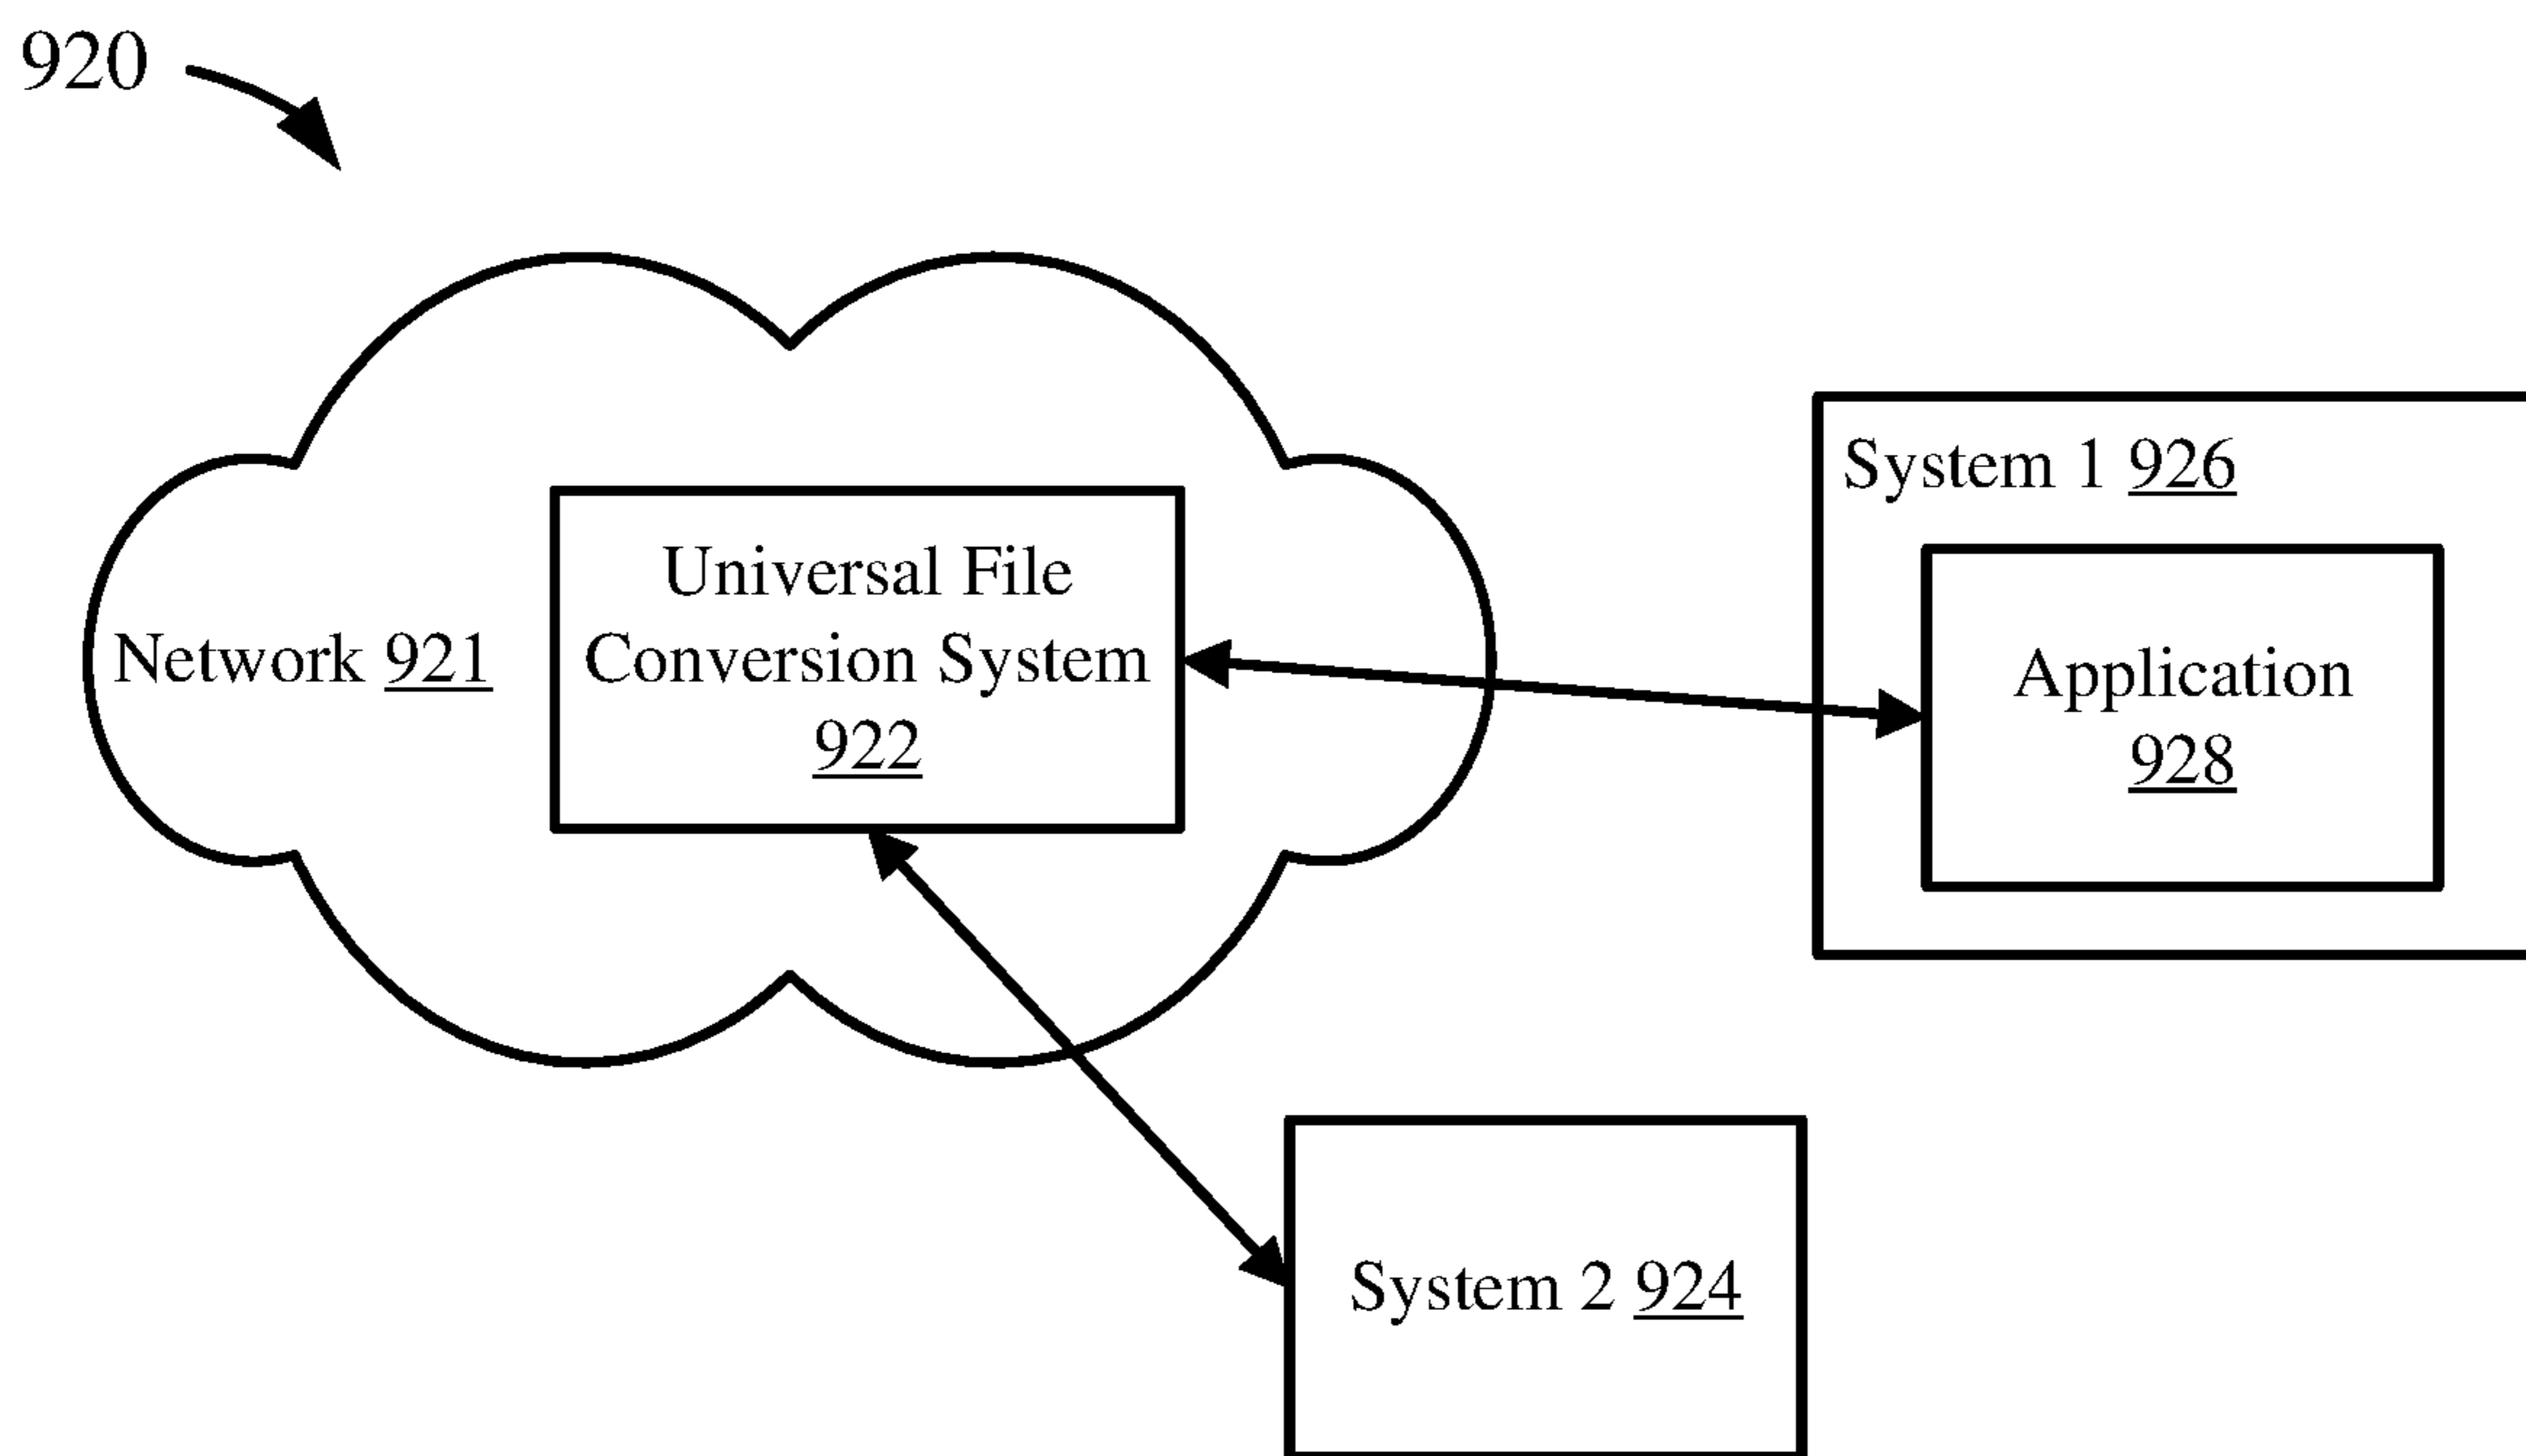 920
System 1 926
Universal File
Conversion System
922
Network 921
Application
928
System 2 924